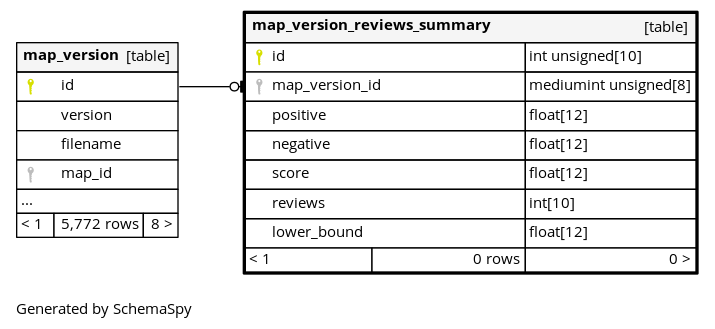 map_version [table]
id
version
filename
map_id
...
< 1 5,772 rows 8 >
map_version_reviews_summary [table]
id int unsigned[10]
map_version_id mediumint unsigned[8]
positive float[12]
negative float[12]
score float[12]
reviews int[10]
lower_bound float[12]
< 1 0 rows 0 >
Generated by SchemaSpy